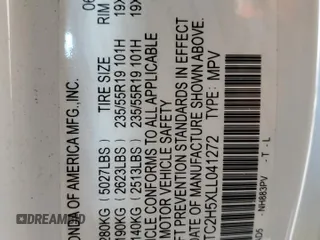 ONDA OF AMERICA MFG., INC. 06
280KG (5027LBS) TIRE SIZE RIM
190KG (2623LBS) 235/55R19 101H 19X
140KG (2513LBS) 235/55R19 101H 19X
CONFORMS TO ALL APPLICABLE
MOTOR VEHICLE SAFETY
FT PREVENTION STANDARDS IN EFFECT
DATE OF MANUFACTURE SHOWN ABOVE.
TC2H5XLL041272 TYPE: MPV
NH883PV - T - L